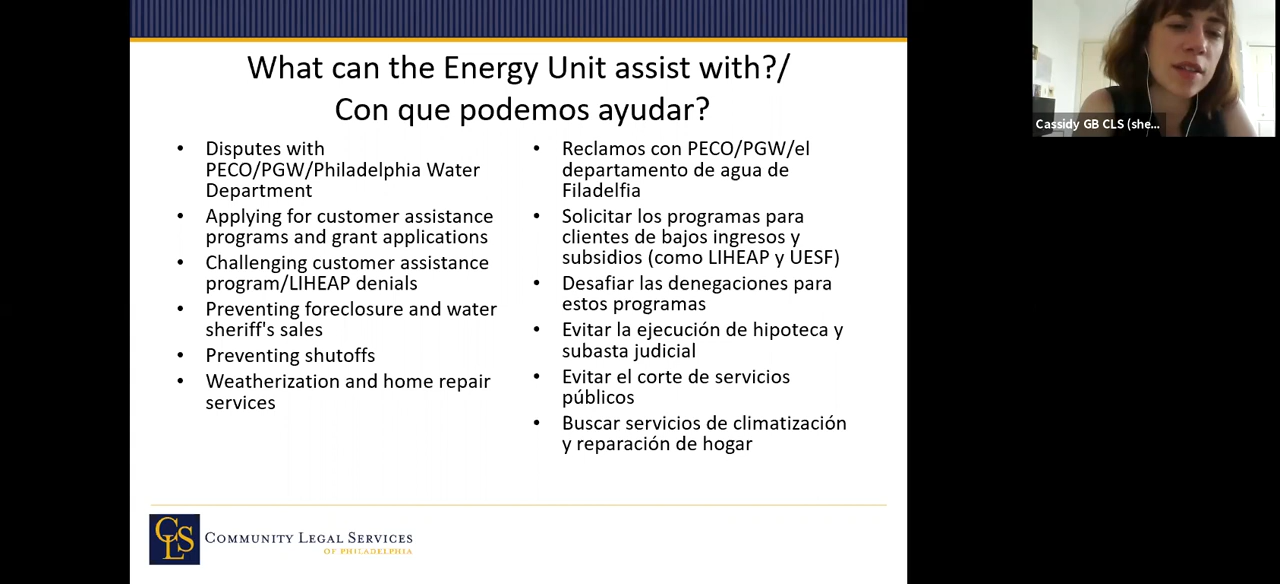 What can the Energy Unit assist with?/
Con que podemos ayudar?
• Disputes with
PECO/PGW/Philadelphia Water
Department
• Applying for customer assistance
programs and grant applications
• Challenging customer assistance
program/LIHEAP denials
• Preventing foreclosure and water
sheriff's sales
• Preventing shutoffs
• Weatherization and home repair
services
• Reclamos con PECO/PGW/el
departamento de agua de
Filadelfia
• Solicitar los programas para
clientes de bajos ingresos y
subsidios (como LIHEAP y UESF)
• Desafiar las denegaciones para
estos programas
• Evitar la ejecución de hipoteca y
subasta judicial
• Evitar el corte de servicios
públicos
• Buscar servicios de climatización
y reparación de hogar
CLS
COMMUNITY LEGAL SERVICES
OF PHILADELPHIA
Cassidy GB CLS (she...